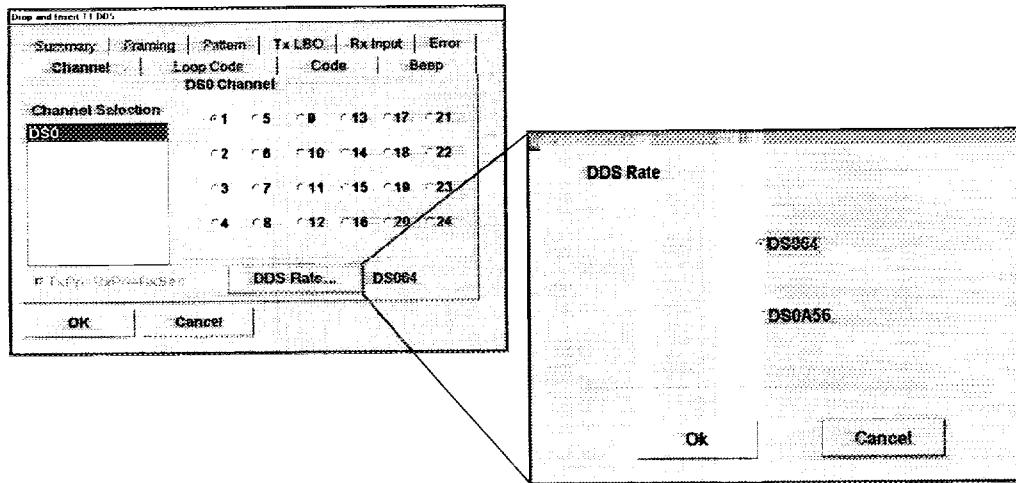 Drop and Insert T1 DDS
Summary Framing Pattern Tx LBO Rx Input Error
Channel Loop Code Code Beep
DS0 Channel
Channel Selection
DS0
1 5 9 13 17 21
2 6 10 14 18 22
3 7 11 15 19 23
4 8 12 16 20 24
DDS Rate... DS064
OK Cancel
DDS Rate
DS064
DS0A56
Ok Cancel